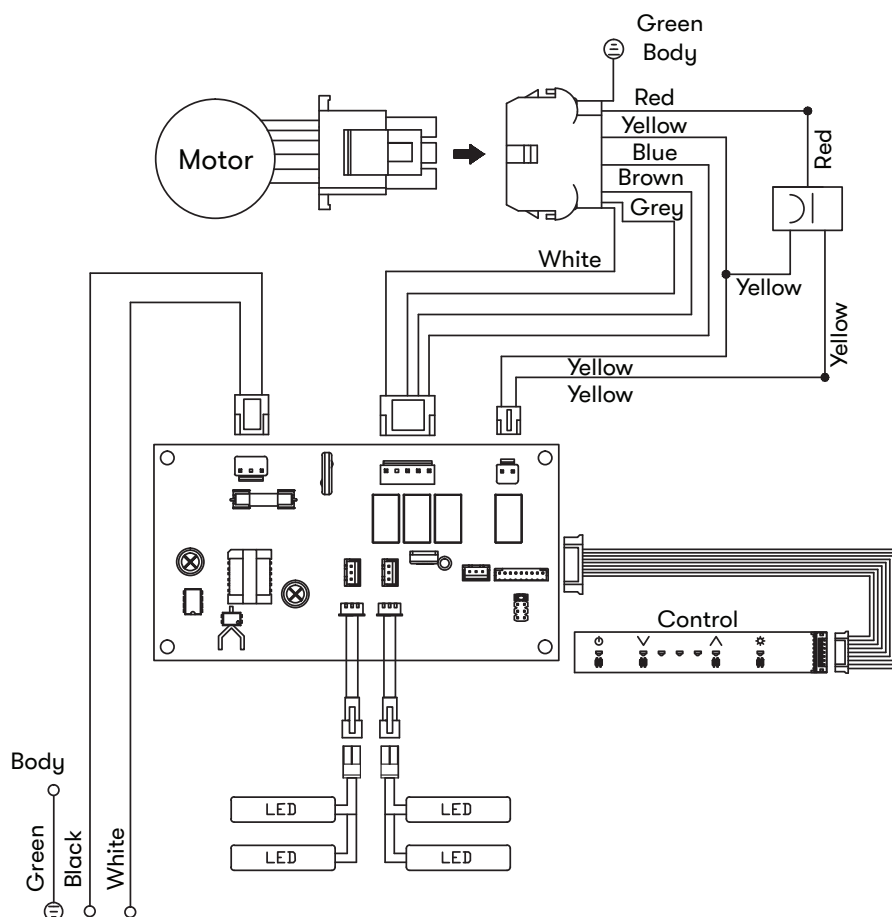 Green
Body
Red
Yellow
Blue
Brown
Grey
Motor
Red
White
Yellow
Yellow
Yellow
Yellow
Control
Body
Green
Black
White
LED
LED
LED
LED